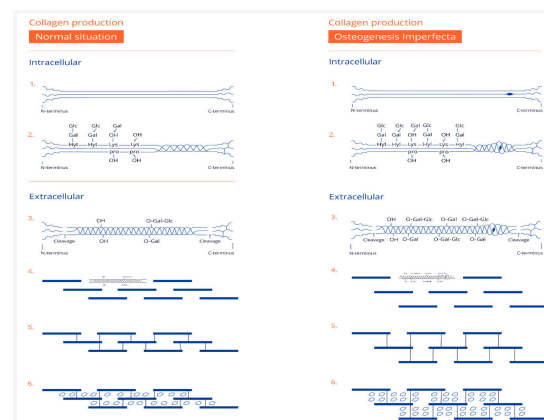 Collagen production
Normal situation
Intracellular
1.
N-terminus C-terminus
2.
Glc Glc Gal
Gal Gal OH OH
Hyl Hyl Lys Lys
pro pro
OH OH
Extracellular
3.
OH O-Gal-Glc
Cleavage OH O-Gal Cleavage
N-terminus C-terminus
4.
5.
6.
Collagen production
Osteogenesis Imperfecta
Intracellular
1.
N-terminus C-terminus
2.
Glc Glc Gal Glc Glc
Gal Gal OH Gal OH Gal
Hyl Hyl Lys Hyl Lys Hyl
pro pro
OH OH
Extracellular
3.
OH O-Gal-Glc O-Gal O-Gal-Glc
Cleavage OH O-Gal O-Gal-Glc O-Gal Cleavage
N-terminus C-terminus
4.
5.
6.